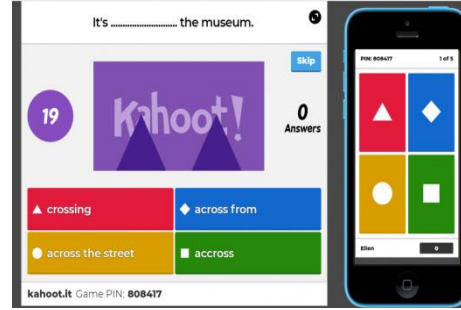 It's ........................... the museum.
Skip
19
Kahoot!
0
Answers
crossing
across from
across the street
accross
kahoot.it Game PIN: 808417
PIN: 808417
1 of 5
Ellen
0